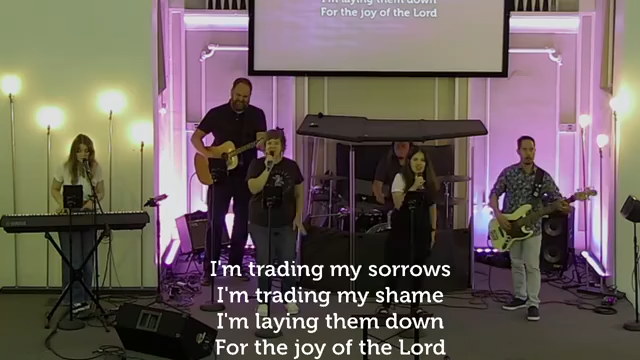 I'm laying them down
For the joy of the Lord
I'm trading my sorrows
I'm trading my shame
I'm laying them down
For the joy of the Lord